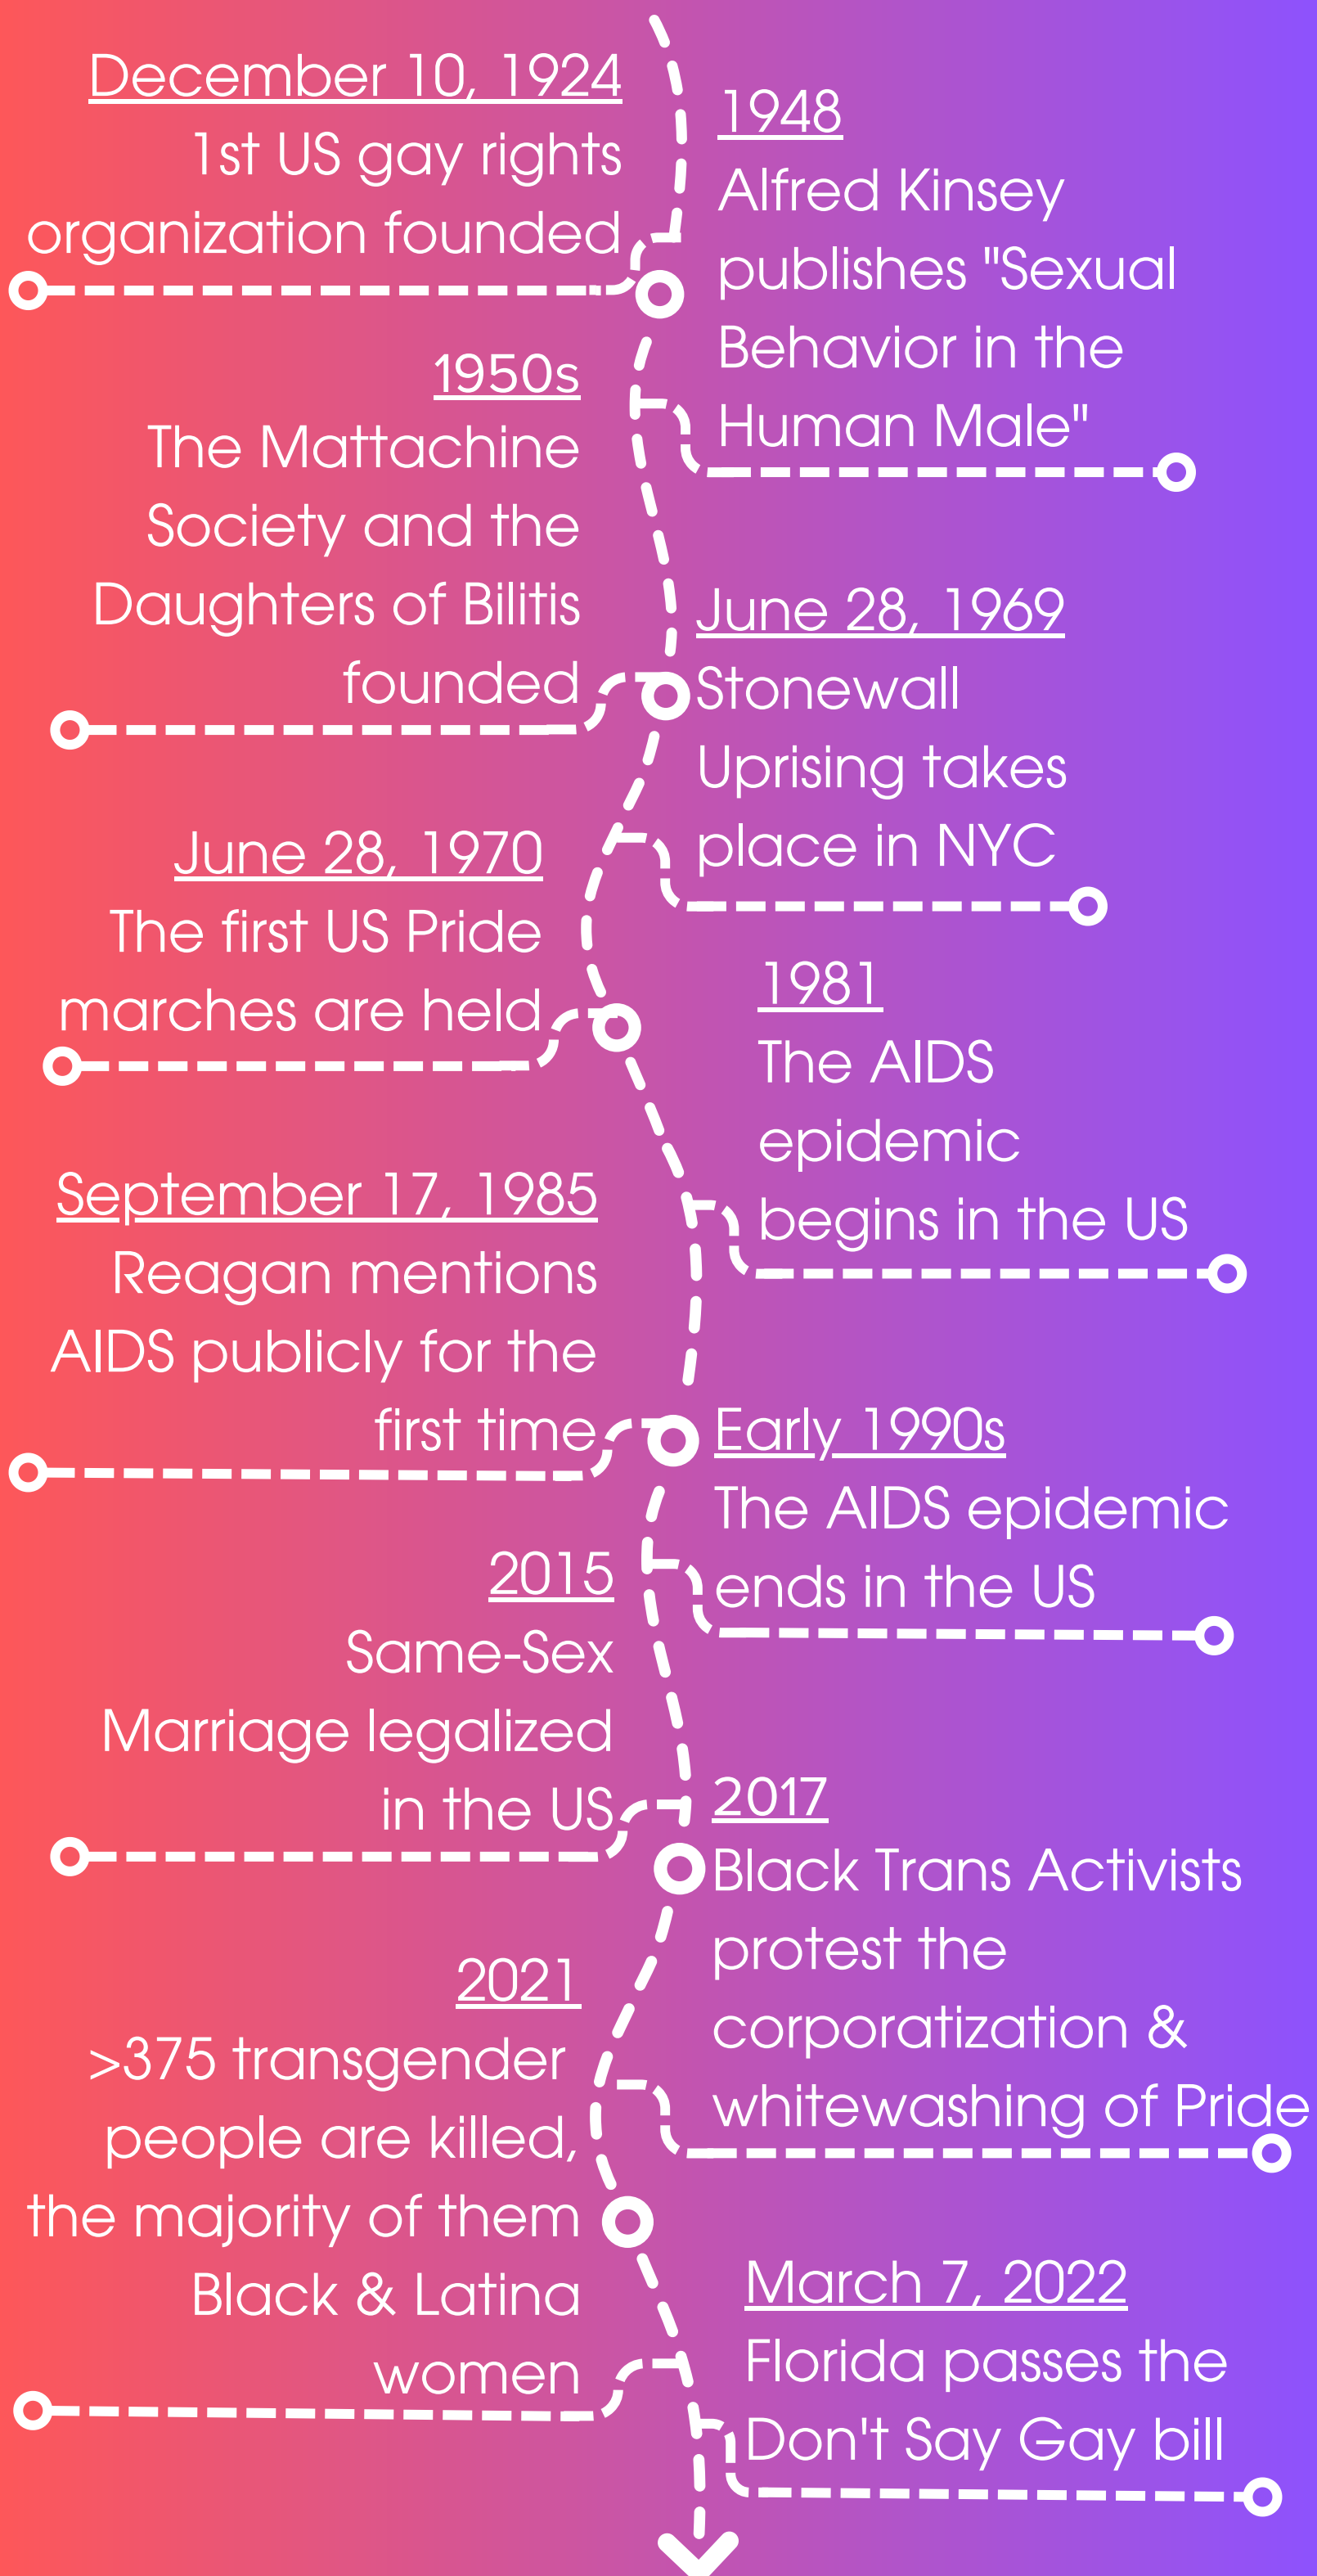 December 10, 1924
1st US gay rights
organization founded
1948
Alfred Kinsey
publishes "Sexual
Behavior in the
Human Male"
1950s
The Mattachine
Society and the
Daughters of Bilitis
founded
June 28, 1969
Stonewall
Uprising takes
place in NYC
June 28, 1970
The first US Pride
marches are held
1981
The AIDS
epidemic
begins in the US
September 17, 1985
Reagan mentions
AIDS publicly for the
first time
Early 1990s
The AIDS epidemic
ends in the US
2015
Same-Sex
Marriage legalized
in the US
2017
Black Trans Activists
protest the
corporatization &
whitewashing of Pride
2021
>375 transgender
people are killed,
the majority of them
Black & Latina
women
March 7, 2022
Florida passes the
Don't Say Gay bill